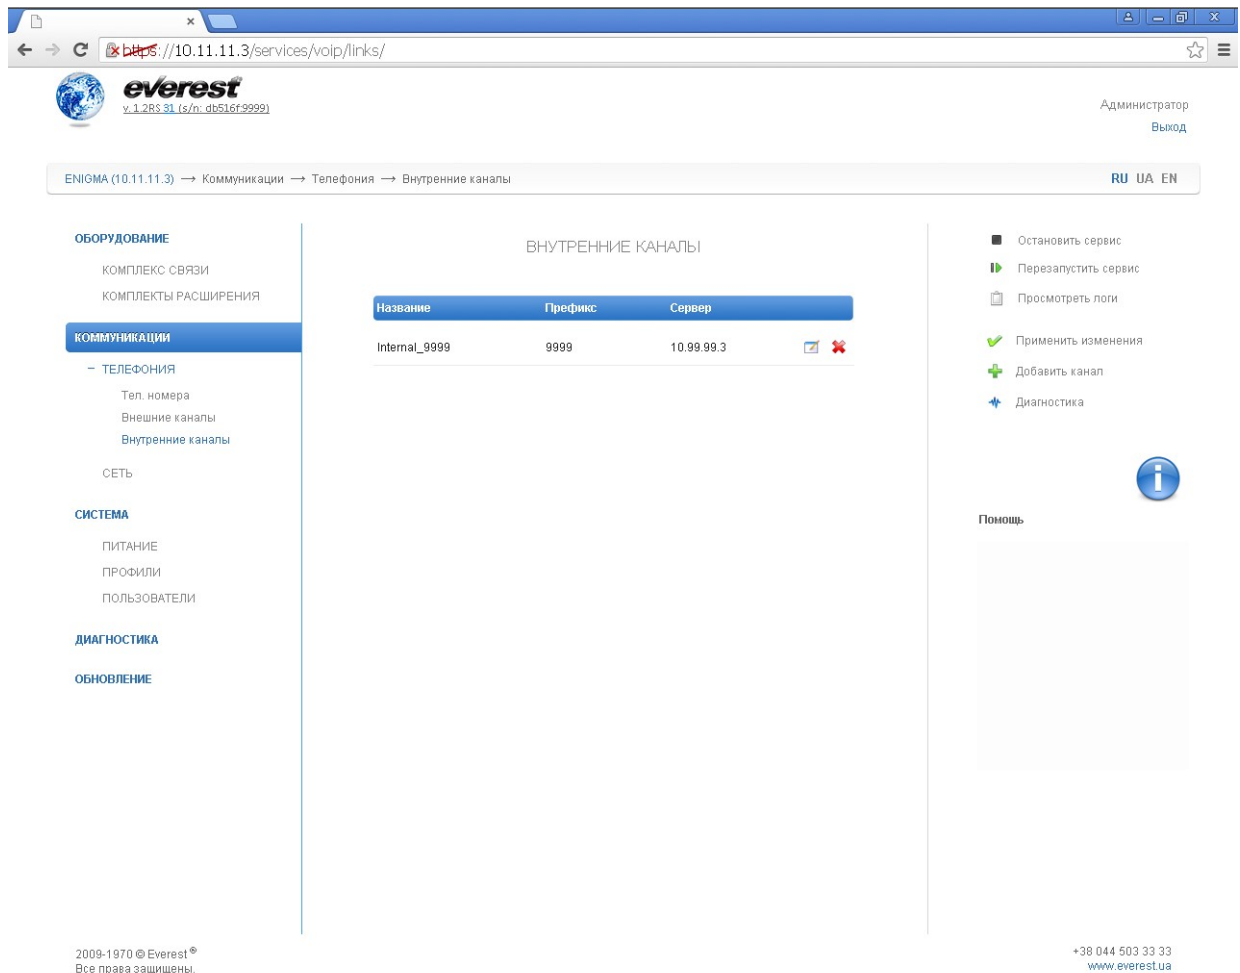 https://10.11.11.3/services/voip/links/
everest®
v. 1.2RS 31 (s/n: db516f:9999)
Администратор
Выход
ENIGMA (10.11.11.3) → Коммуникации → Телефония → Внутренние каналы
RU UA EN
ОБОРУДОВАНИЕ
КОМПЛЕКС СВЯЗИ
КОМПЛЕКТЫ РАСШИРЕНИЯ
КОММУНИКАЦИИ
− ТЕЛЕФОНИЯ
Тел. номера
Внешние каналы
Внутренние каналы
СЕТЬ
СИСТЕМА
ПИТАНИЕ
ПРОФИЛИ
ПОЛЬЗОВАТЕЛИ
ДИАГНОСТИКА
ОБНОВЛЕНИЕ
ВНУТРЕННИЕ КАНАЛЫ
Название Префикс Сервер
Internal_9999 9999 10.99.99.3
Остановить сервис
Перезапустить сервис
Просмотреть логи
Применить изменения
Добавить канал
Диагностика
Помощь
2009-1970 © Everest ®
Все права защищены.
+38 044 503 33 33
www.everest.ua